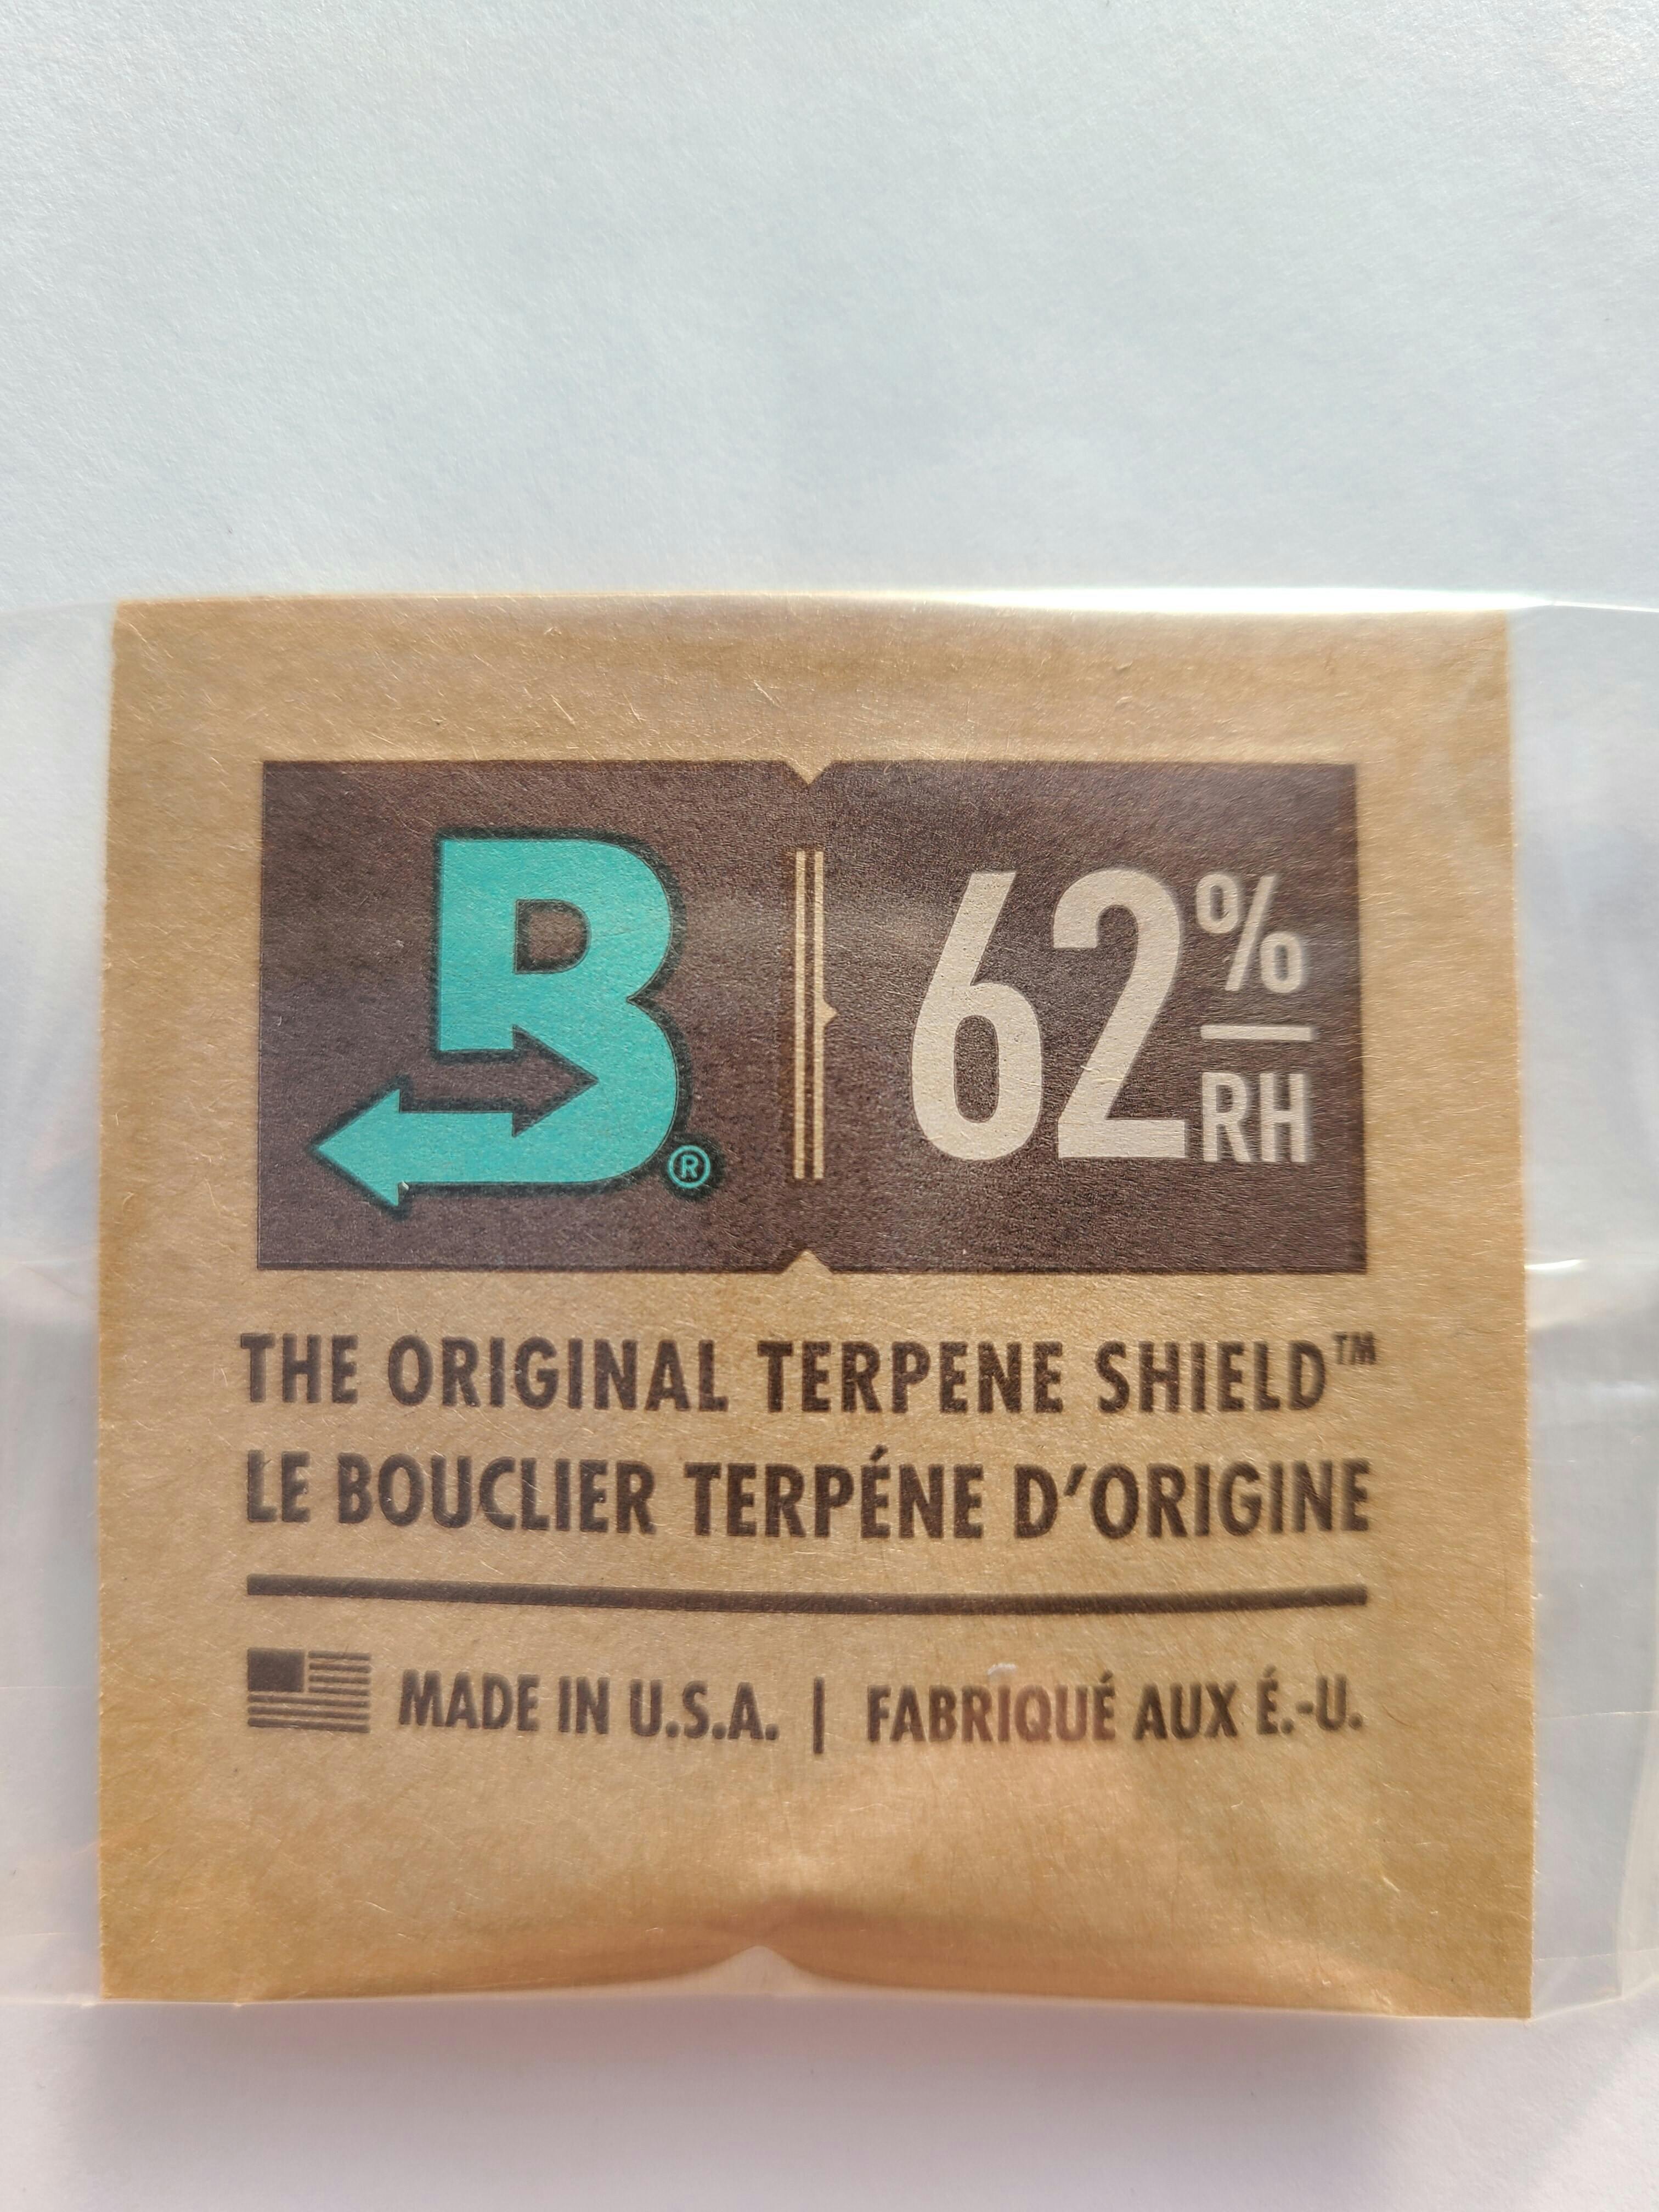 B®
62%
RH
THE ORIGINAL TERPENE SHIELD™
LE BOUCLIER TERPÉNE D'ORIGINE
MADE IN U.S.A. | FABRIQUÉ AUX É.-U.